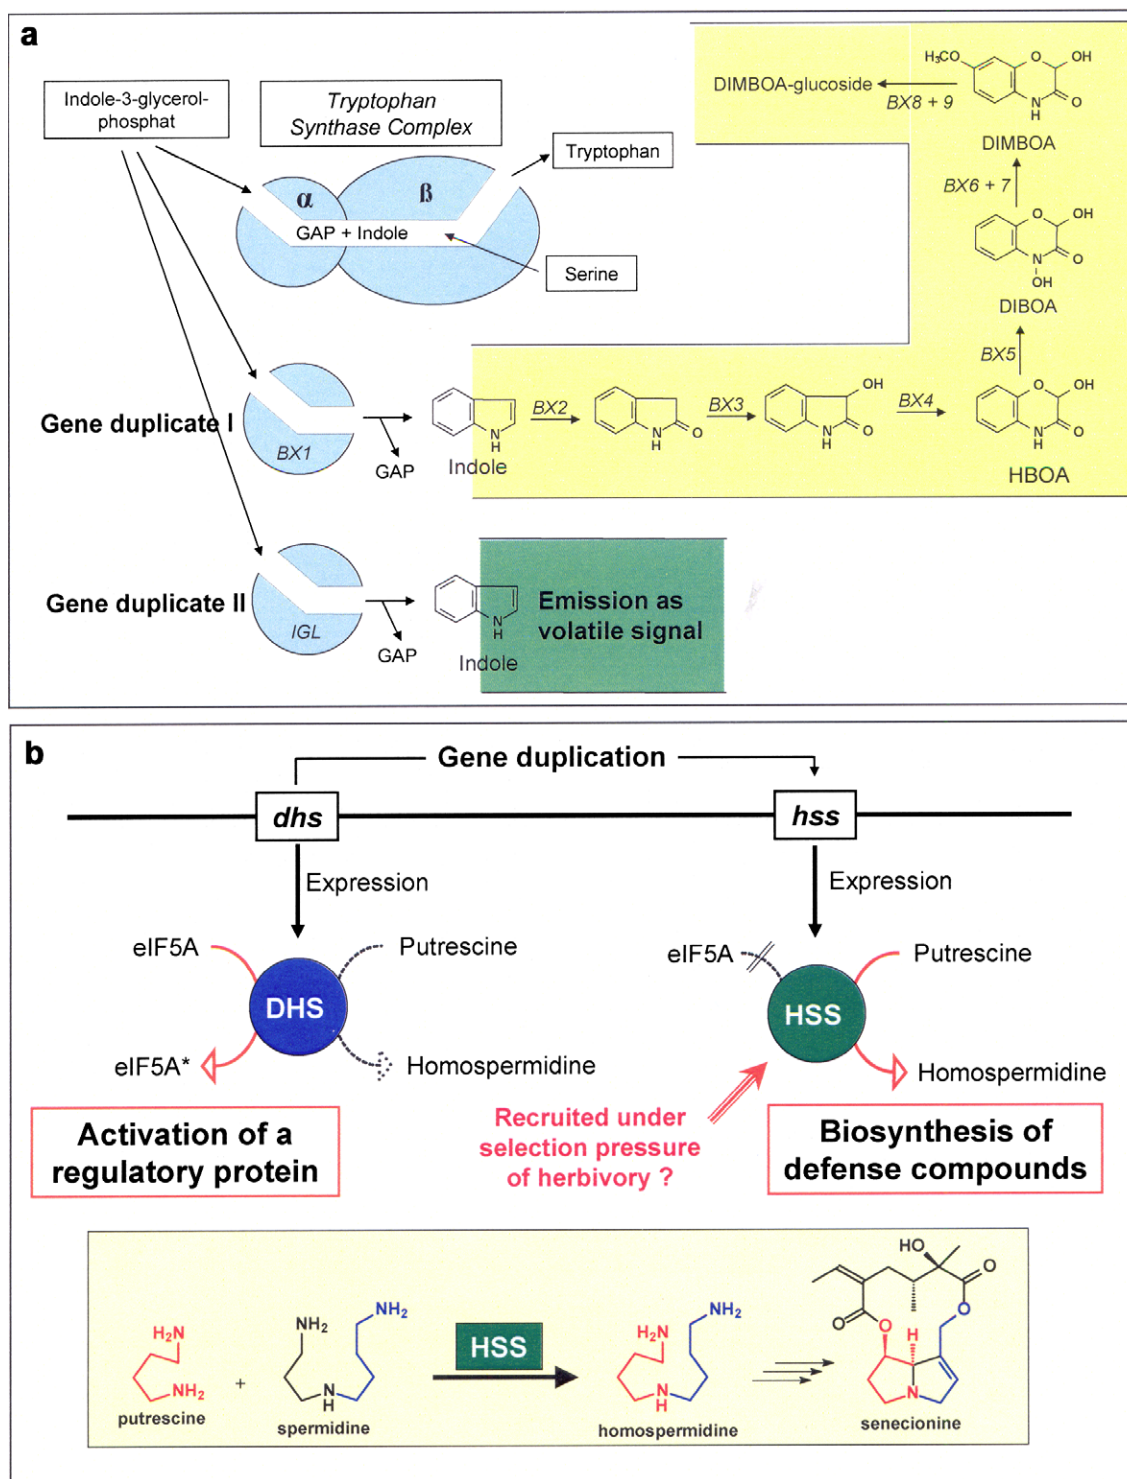 a
Indole-3-glycerol-
phosphat
Tryptophan
Synthase Complex
Tryptophan
α
ß
GAP + Indole
Serine
DIMBOA-glucoside
BX8 + 9
H₃CO
O
OH
N
H
O
DIMBOA
BX6 + 7
O
OH
N
O
OH
DIBOA
BX5
Gene duplicate I
BX1
GAP
N
H
Indole
BX2
N
H
O
BX3
OH
N
H
O
BX4
O
OH
N
H
O
HBOA
Gene duplicate II
IGL
GAP
N
H
Indole
Emission as
volatile signal
b
Gene duplication
dhs
hss
Expression
Expression
eIF5A
Putrescine
DHS
eIF5A*
Homospermidine
eIF5A
Putrescine
HSS
Homospermidine
Activation of a
regulatory protein
Recruited under
selection pressure
of herbivory ?
Biosynthesis of
defense compounds
H₂N
NH₂
putrescine
+
NH₂
NH₂
N
H
spermidine
HSS
H₂N
NH₂
N
H
homospermidine
HO
O
O
O
O
H
N
senecionine